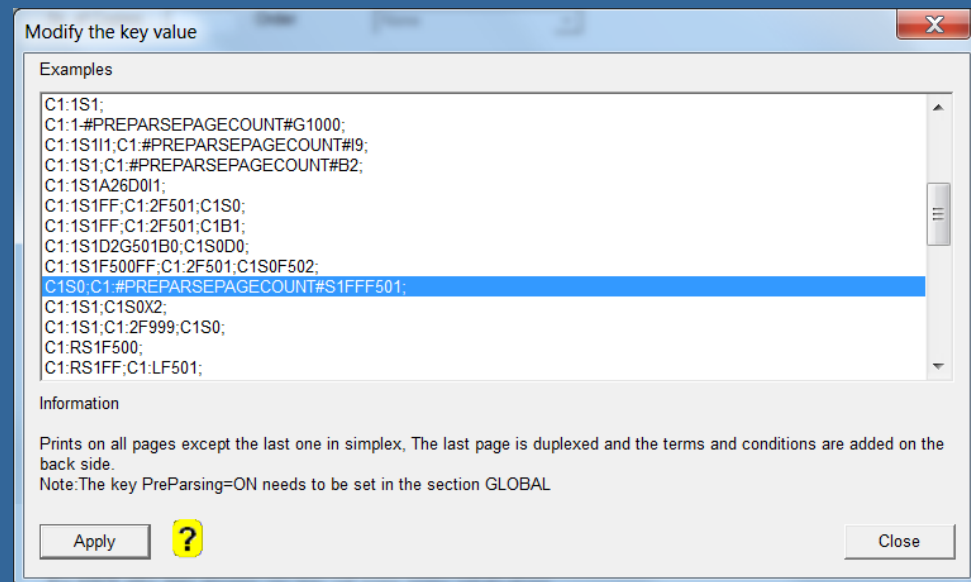 Order
Modify the key value
Examples
C1:1S1;
C1:1-#PREPARSEPAGECOUNT#G1000;
C1:1S1I1;C1:#PREPARSEPAGECOUNT#I9;
C1:1S1;C1:#PREPARSEPAGECOUNT#B2;
C1:1S1A26D0I1;
C1:1S1FF;C1:2F501;C1S0;
C1:1S1FF;C1:2F501;C1B1;
C1:1S1D2G501B0;C1S0D0;
C1:1S1F500FF;C1:2F501;C1S0F502;
C1S0;C1:#PREPARSEPAGECOUNT#S1FFF501;
C1:1S1;C1S0X2;
C1:1S1;C1:2F999;C1S0;
C1:RS1F500;
C1:RS1FF;C1:LF501;
Information
Prints on all pages except the last one in simplex, The last page is duplexed and the terms and conditions are added on the
back side.
Note:The key PreParsing=ON needs to be set in the section GLOBAL
Apply
?
Close